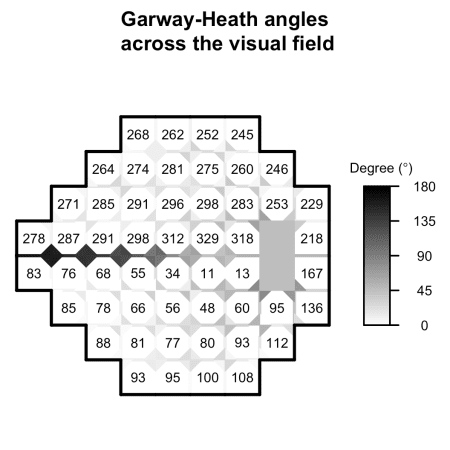 Garway-Heath angles
across the visual field
268 262 252 245
264 274 281 275 260 246
Degree (°)
271 285 291 296 298 283 253 229
278 287 291 298 312 329 318 218
83 76 68 55 34 11 13 167
85 78 66 56 48 60 95 136
88 81 77 80 93 112
93 95 100 108
180
135
90
45
0